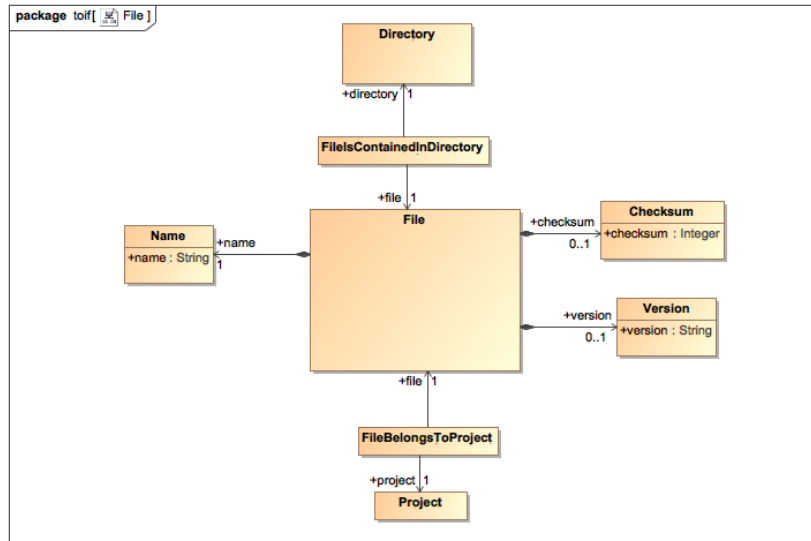 package toif[ File ]
Directory
+directory 1
FileIsContainedInDirectory
+file 1
File
Name
+name : String
+name
1
+checksum
0..1
Checksum
+checksum : Integer
+version
0..1
Version
+version : String
+file 1
FileBelongsToProject
+project 1
Project